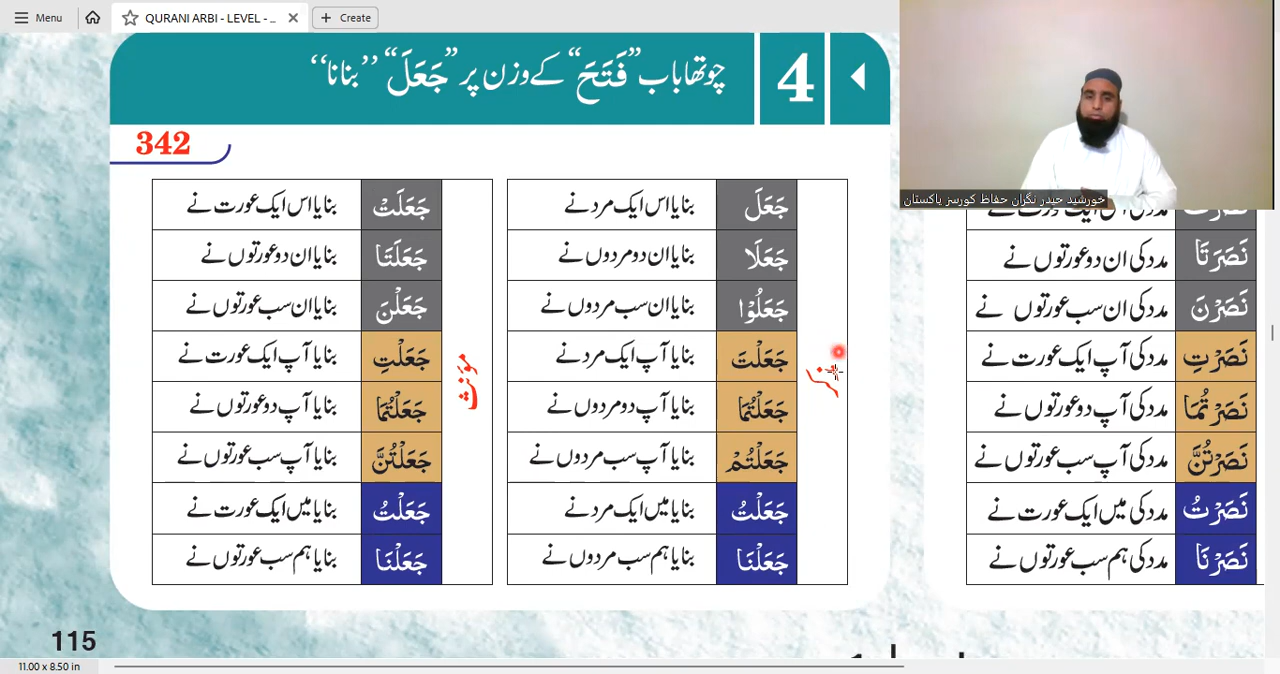 Menu
QURANI ARBI - LEVEL - ...
Create
چوتھا باب “فَتَحَ” کے وزن پر “جَعَلَ” “بنانا”
4
342
خورشید حیدر نگران حفاظ کورسز پاکستان
مذکر
جَعَلَ بنایا اس ایک مرد نے
جَعَلَا بنایا ان دو مردوں نے
جَعَلُوْا بنایا ان سب مردوں نے
جَعَلْتَ بنایا آپ ایک مرد نے
جَعَلْتُمَا بنایا آپ دو مردوں نے
جَعَلْتُمْ بنایا آپ سب مردوں نے
جَعَلْتُ بنایا میں ایک مرد نے
جَعَلْنَا بنایا ہم سب مردوں نے
مؤنث
جَعَلَتْ بنایا اس ایک عورت نے
جَعَلَتَا بنایا ان دو عورتوں نے
جَعَلْنَ بنایا ان سب عورتوں نے
جَعَلْتِ بنایا آپ ایک عورت نے
جَعَلْتُمَا بنایا آپ دو عورتوں نے
جَعَلْتُنَّ بنایا آپ سب عورتوں نے
جَعَلْتُ بنایا میں ایک عورت نے
جَعَلْنَا بنایا ہم سب عورتوں نے
نَصَرَتَا مدد کی ان دو عورتوں نے
نَصَرْنَ مدد کی ان سب عورتوں نے
نَصَرْتِ مدد کی آپ ایک عورت نے
نَصَرْتُمَا مدد کی آپ دو عورتوں نے
نَصَرْتُنَّ مدد کی آپ سب عورتوں نے
نَصَرْتُ مدد کی میں ایک عورت نے
نَصَرْنَا مدد کی ہم سب عورتوں نے
115
11.00 x 8.50 in